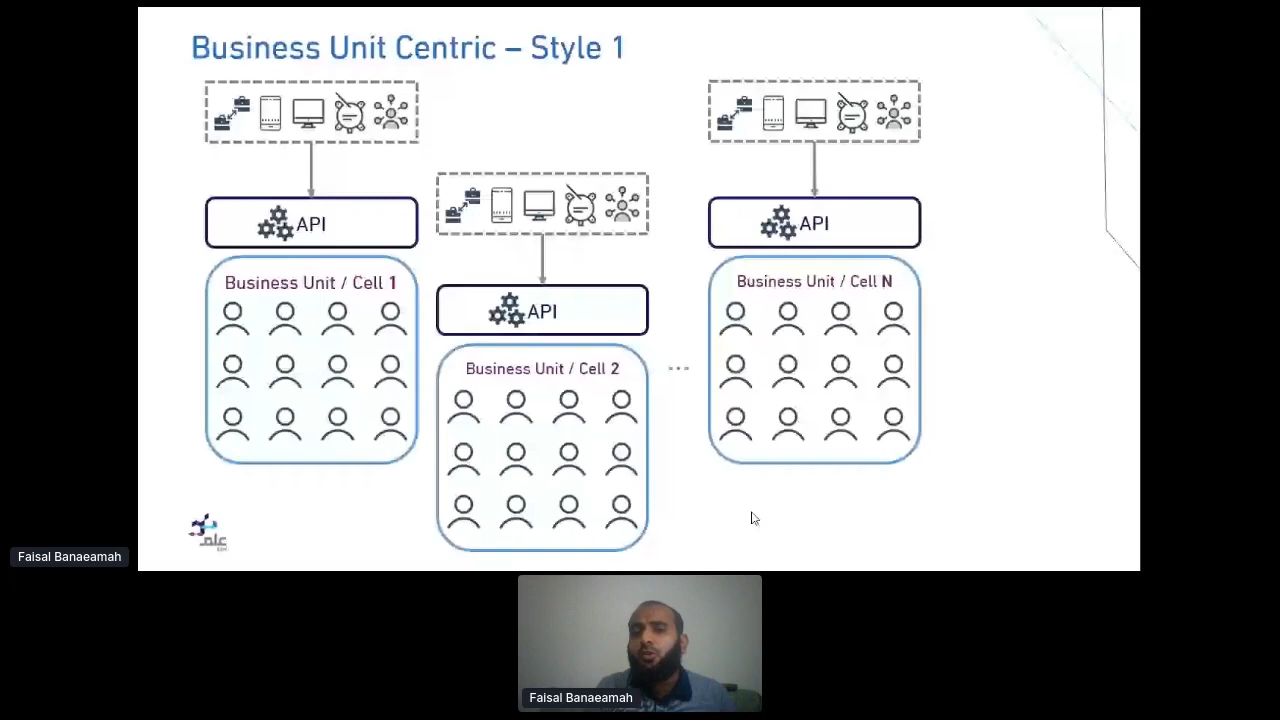 Business Unit Centric – Style 1
API
Business Unit / Cell 1
API
Business Unit / Cell 2
...
API
Business Unit / Cell N
علم
Faisal Banaeamah
Faisal Banaeamah